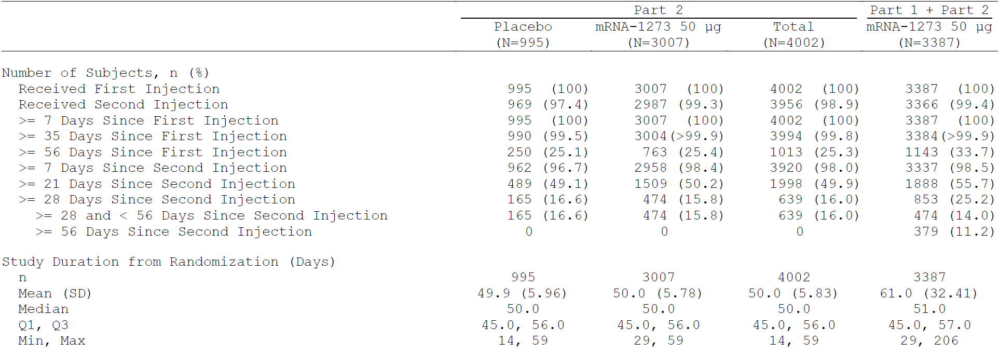 Part 2 Part 1 + Part 2
Placebo mRNA-1273 50 µg Total mRNA-1273 50 µg
(N=995) (N=3007) (N=4002) (N=3387)
Number of Subjects, n (%)
Received First Injection 995 (100) 3007 (100) 4002 (100) 3387 (100)
Received Second Injection 969 (97.4) 2987 (99.3) 3956 (98.9) 3366 (99.4)
>= 7 Days Since First Injection 995 (100) 3007 (100) 4002 (100) 3387 (100)
>= 35 Days Since First Injection 990 (99.5) 3004(>99.9) 3994 (99.8) 3384(>99.9)
>= 56 Days Since First Injection 250 (25.1) 763 (25.4) 1013 (25.3) 1143 (33.7)
>= 7 Days Since Second Injection 962 (96.7) 2958 (98.4) 3920 (98.0) 3337 (98.5)
>= 21 Days Since Second Injection 489 (49.1) 1509 (50.2) 1998 (49.9) 1888 (55.7)
>= 28 Days Since Second Injection 165 (16.6) 474 (15.8) 639 (16.0) 853 (25.2)
>= 28 and < 56 Days Since Second Injection 165 (16.6) 474 (15.8) 639 (16.0) 474 (14.0)
>= 56 Days Since Second Injection 0 0 0 379 (11.2)
Study Duration from Randomization (Days)
n 995 3007 4002 3387
Mean (SD) 49.9 (5.96) 50.0 (5.78) 50.0 (5.83) 61.0 (32.41)
Median 50.0 50.0 50.0 51.0
Q1, Q3 45.0, 56.0 45.0, 56.0 45.0, 56.0 45.0, 57.0
Min, Max 14, 59 29, 59 14, 59 29, 206